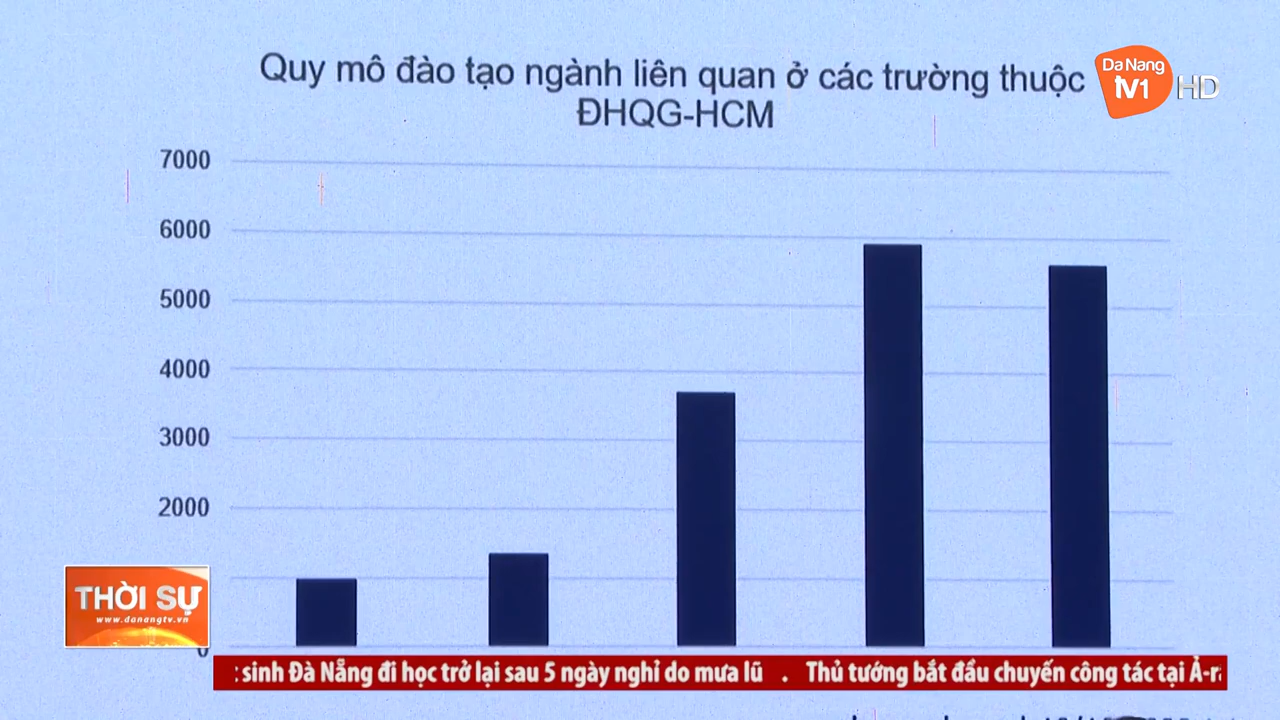 Quy mô đào tạo ngành liên quan ở các trường thuộc
ĐHQG-HCM
Da Nang
TV1 HD
7000
6000
5000
4000
3000
2000
0
THỜI SỰ
www.danangtv.vn
sinh Đà Nẵng đi học trở lại sau 5 ngày nghỉ do mưa lũ . Thủ tướng bắt đầu chuyến công tác tại Ả-r